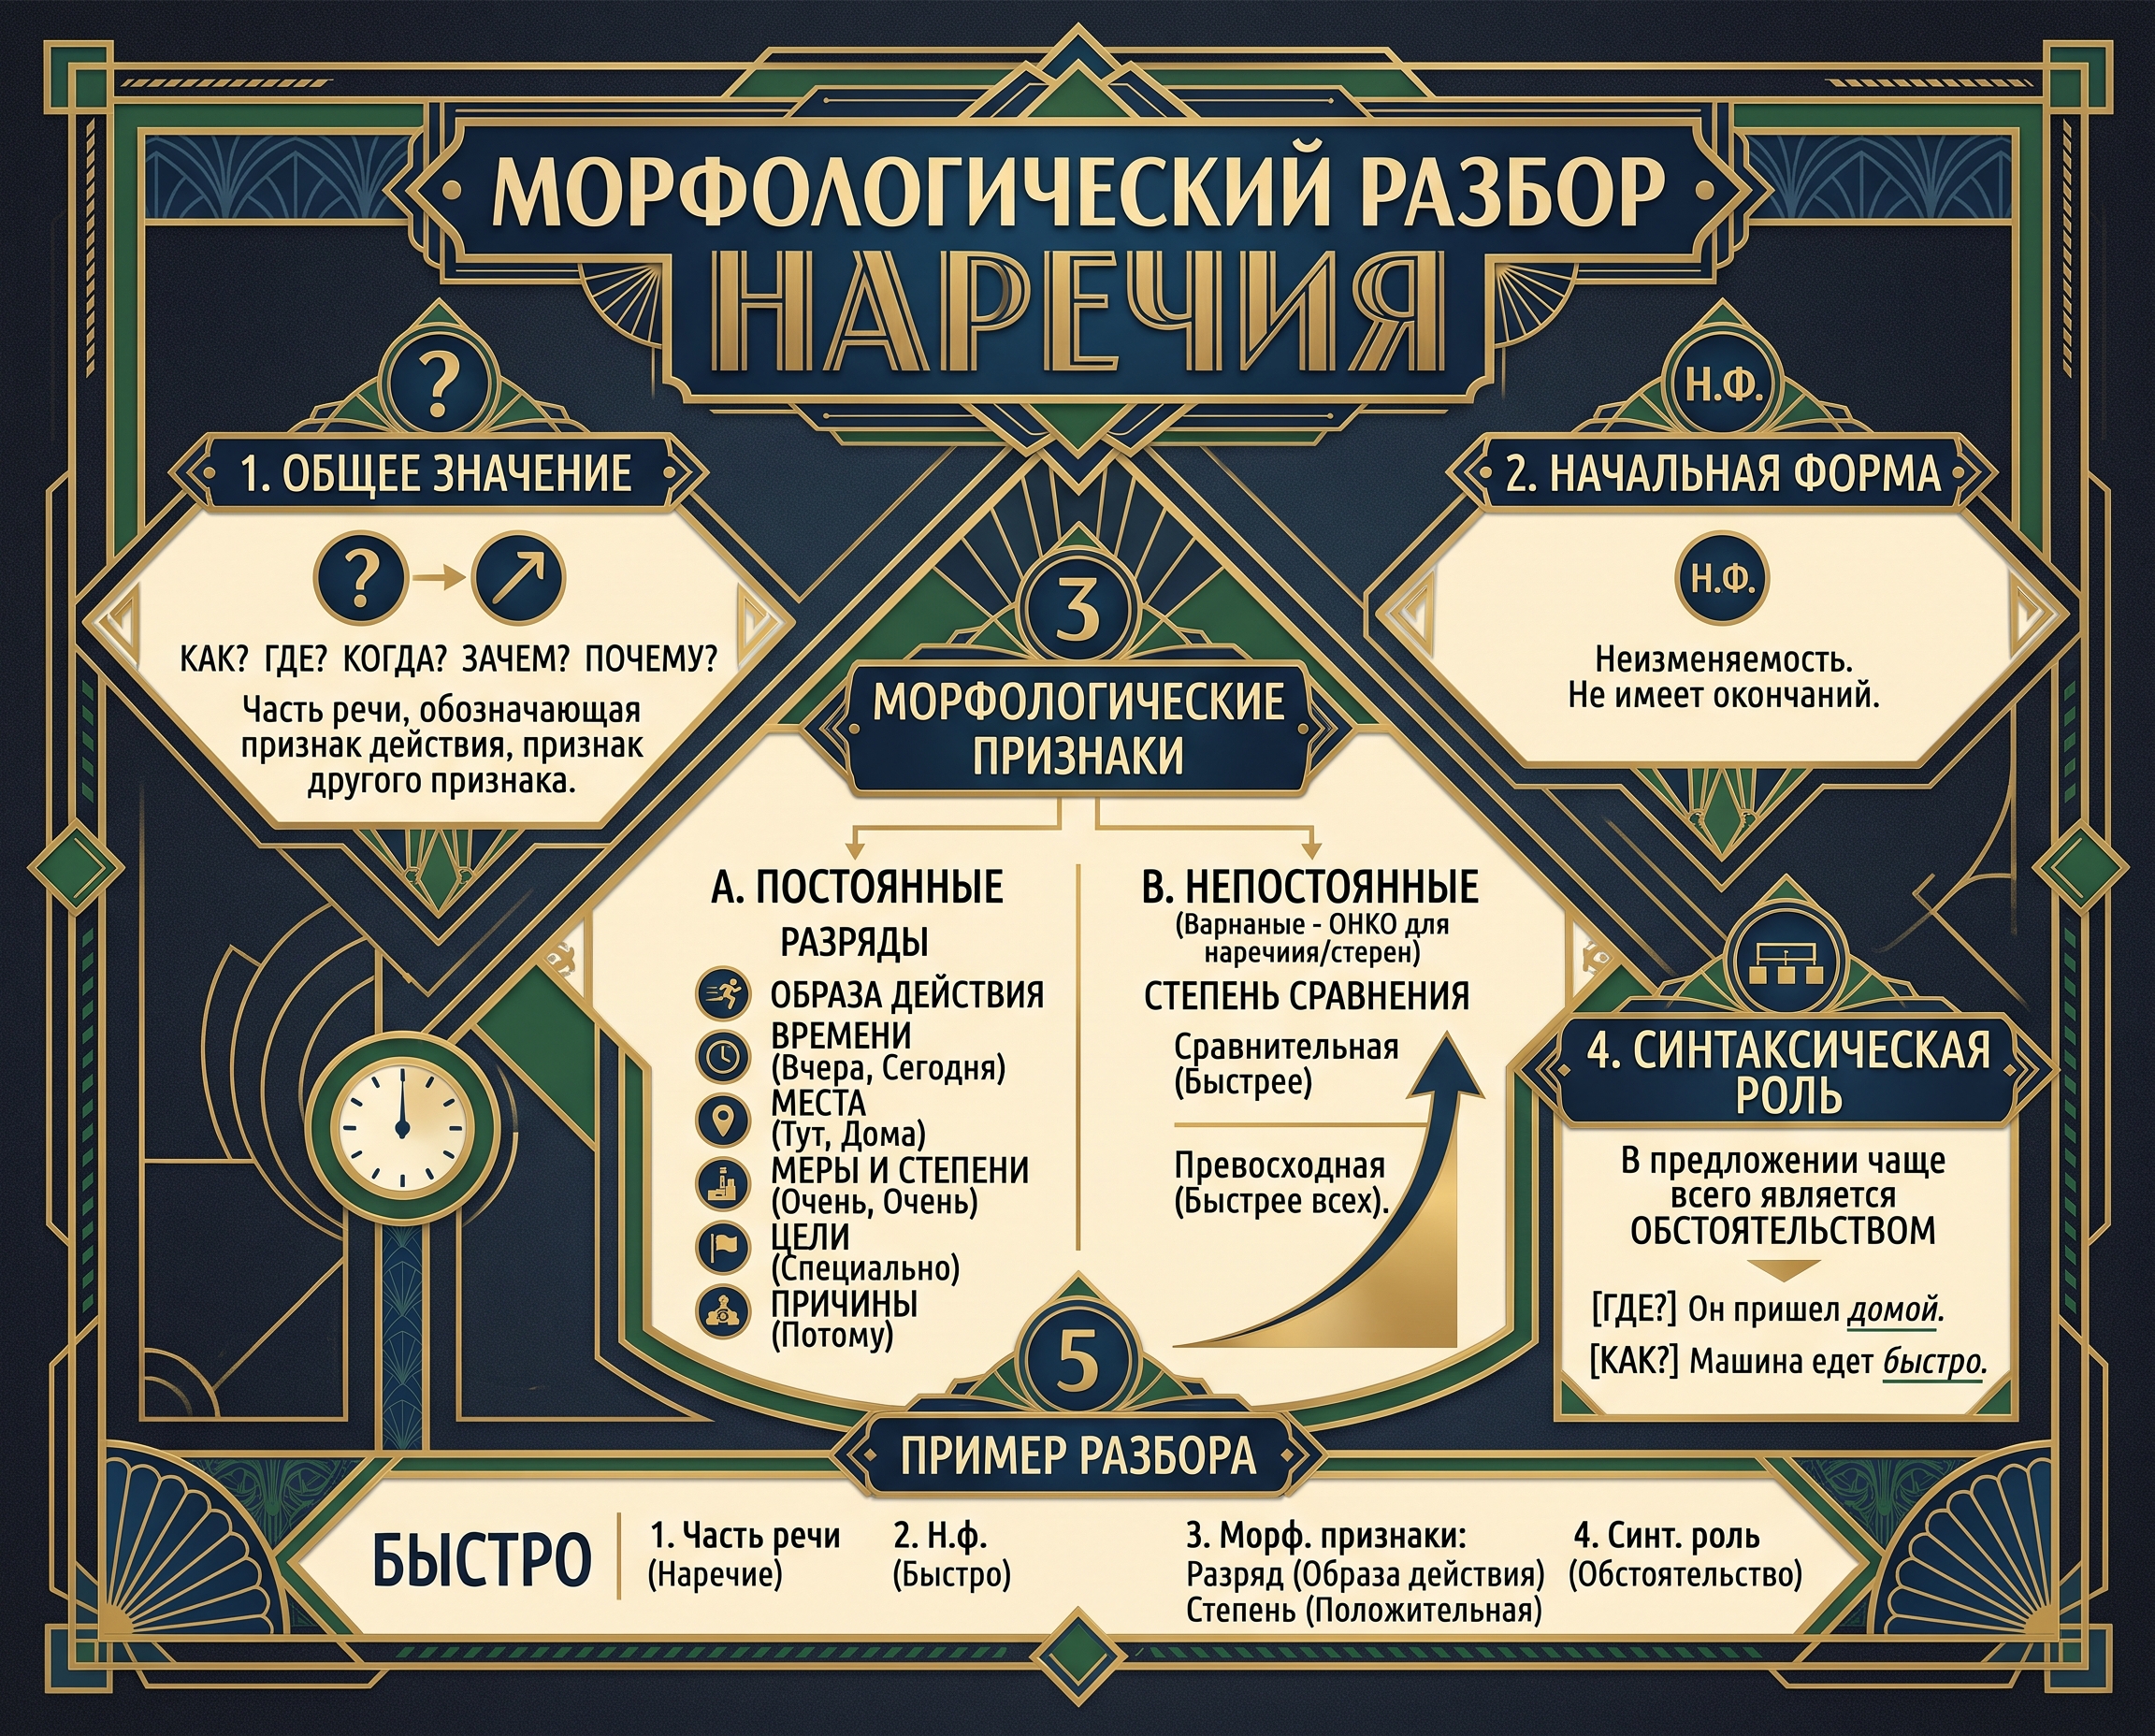 МОРФОЛОГИЧЕСКИЙ РАЗБОР
НАРЕЧИЯ
?
1. ОБЩЕЕ ЗНАЧЕНИЕ
?
КАК? ГДЕ? КОГДА? ЗАЧЕМ? ПОЧЕМУ?
Часть речи, обозначающая
признак действия, признак
другого признака.
Н.Ф.
2. НАЧАЛЬНАЯ ФОРМА
Н.Ф.
Неизменяемость.
Не имеет окончаний.
3
МОРФОЛОГИЧЕСКИЕ
ПРИЗНАКИ
А. ПОСТОЯННЫЕ
РАЗРЯДЫ
ОБРАЗА ДЕЙСТВИЯ
ВРЕМЕНИ
(Вчера, Сегодня)
МЕСТА
(Тут, Дома)
МЕРЫ И СТЕПЕНИ
(Очень, Очень)
ЦЕЛИ
(Специально)
ПРИЧИНЫ
(Потому)
В. НЕПОСТОЯННЫЕ
(Варнаные - ОНКО для
наречииия/стерен)
СТЕПЕНЬ СРАВНЕНИЯ
Сравнительная
(Быстрее)
Превосходная
(Быстрее всех).
4. СИНТАКСИЧЕСКАЯ
РОЛЬ
В предложении чаще
всего является
ОБСТОЯТЕЛЬСТВОМ
[ГДЕ?] Он пришел домой.
[КАК?] Машина едет быстро.
5
ПРИМЕР РАЗБОРА
БЫСТРО
1. Часть речи
(Наречие)
2. Н.ф.
(Быстро)
3. Морф. признаки:
Разряд (Образа действия)
Степень (Положительная)
4. Синт. роль
(Обстоятельство)